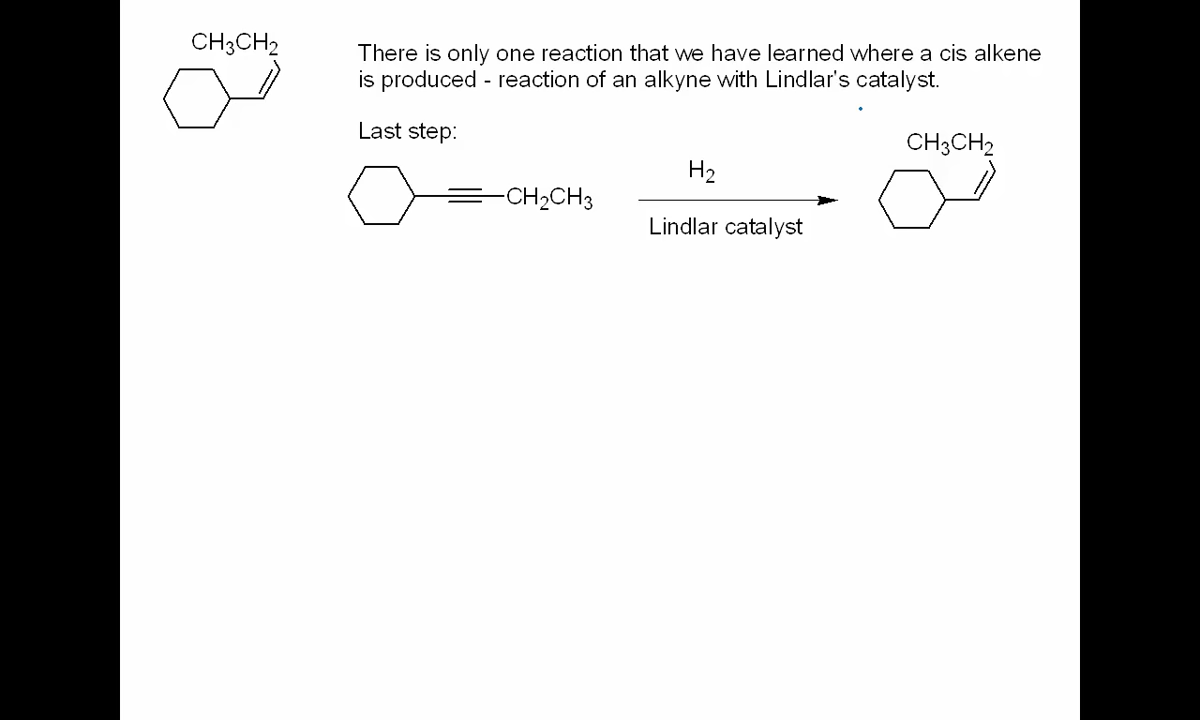 CH3CH2
There is only one reaction that we have learned where a cis alkene
is produced - reaction of an alkyne with Lindlar's catalyst.
Last step:
CH3CH2
H2
CH2CH3
Lindlar catalyst